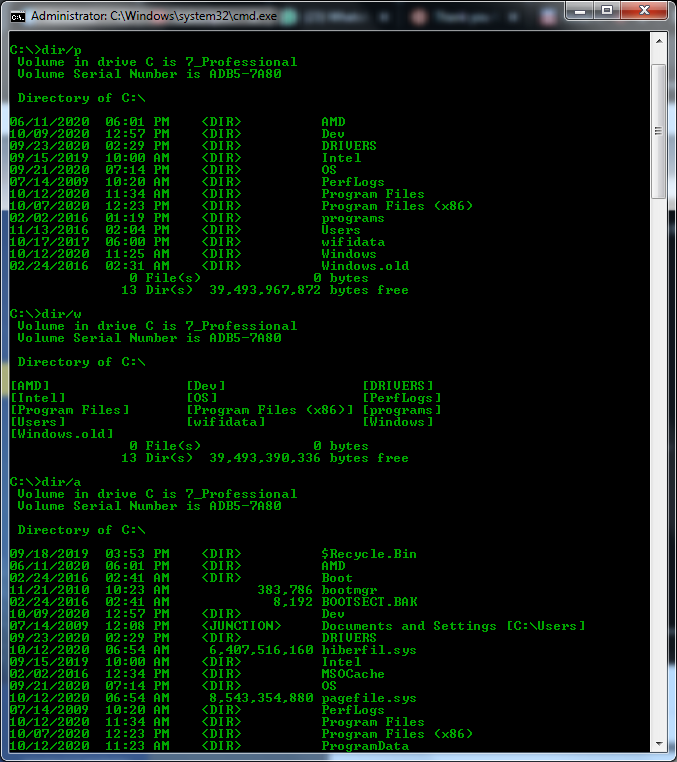 Administrator: C:\Windows\system32\cmd.exe
C:\>dir/p
 Volume in drive C is 7_Professional
 Volume Serial Number is ADB5-7A80

 Directory of C:\

06/11/2020  06:01 PM    <DIR>          AMD
10/09/2020  12:57 PM    <DIR>          Dev
09/23/2020  02:29 PM    <DIR>          DRIVERS
09/15/2019  10:00 AM    <DIR>          Intel
09/21/2020  07:14 PM    <DIR>          OS
07/14/2009  10:20 AM    <DIR>          PerfLogs
10/12/2020  11:34 AM    <DIR>          Program Files
10/07/2020  12:23 PM    <DIR>          Program Files (x86)
02/02/2016  01:19 PM    <DIR>          programs
11/13/2016  02:04 PM    <DIR>          Users
10/17/2017  06:00 PM    <DIR>          wifidata
10/12/2020  11:25 AM    <DIR>          Windows
02/24/2016  02:31 AM    <DIR>          Windows.old
               0 File(s)              0 bytes
              13 Dir(s)  39,493,967,872 bytes free

C:\>dir/w
 Volume in drive C is 7_Professional
 Volume Serial Number is ADB5-7A80

 Directory of C:\

[AMD]                 [Dev]                 [DRIVERS]
[Intel]               [OS]                  [PerfLogs]
[Program Files]       [Program Files (x86)] [programs]
[Users]               [wifidata]            [Windows]
[Windows.old]
               0 File(s)              0 bytes
              13 Dir(s)  39,493,390,336 bytes free

C:\>dir/a
 Volume in drive C is 7_Professional
 Volume Serial Number is ADB5-7A80

 Directory of C:\

09/18/2019  03:53 PM    <DIR>          $Recycle.Bin
06/11/2020  06:01 PM    <DIR>          AMD
02/24/2016  02:41 AM    <DIR>          Boot
11/21/2010  10:23 AM           383,786 bootmgr
02/24/2016  02:41 AM             8,192 BOOTSECT.BAK
10/09/2020  12:57 PM    <DIR>          Dev
07/14/2009  12:08 PM    <JUNCTION>     Documents and Settings [C:\Users]
09/23/2020  02:29 PM    <DIR>          DRIVERS
10/12/2020  06:54 AM     6,407,516,160 hiberfil.sys
09/15/2019  10:00 AM    <DIR>          Intel
02/02/2016  12:34 PM    <DIR>          MSOCache
09/21/2020  07:14 PM    <DIR>          OS
10/12/2020  06:54 AM     8,543,354,880 pagefile.sys
07/14/2009  10:20 AM    <DIR>          PerfLogs
10/12/2020  11:34 AM    <DIR>          Program Files
10/07/2020  12:23 PM    <DIR>          Program Files (x86)
10/12/2020  11:23 AM    <DIR>          ProgramData